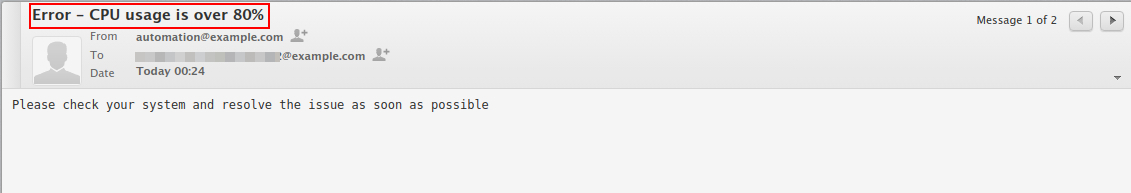 Error – CPU usage is over 80%
Message 1 of 2
From automation@example.com
To @example.com
Date Today 00:24
Please check your system and resolve the issue as soon as possible